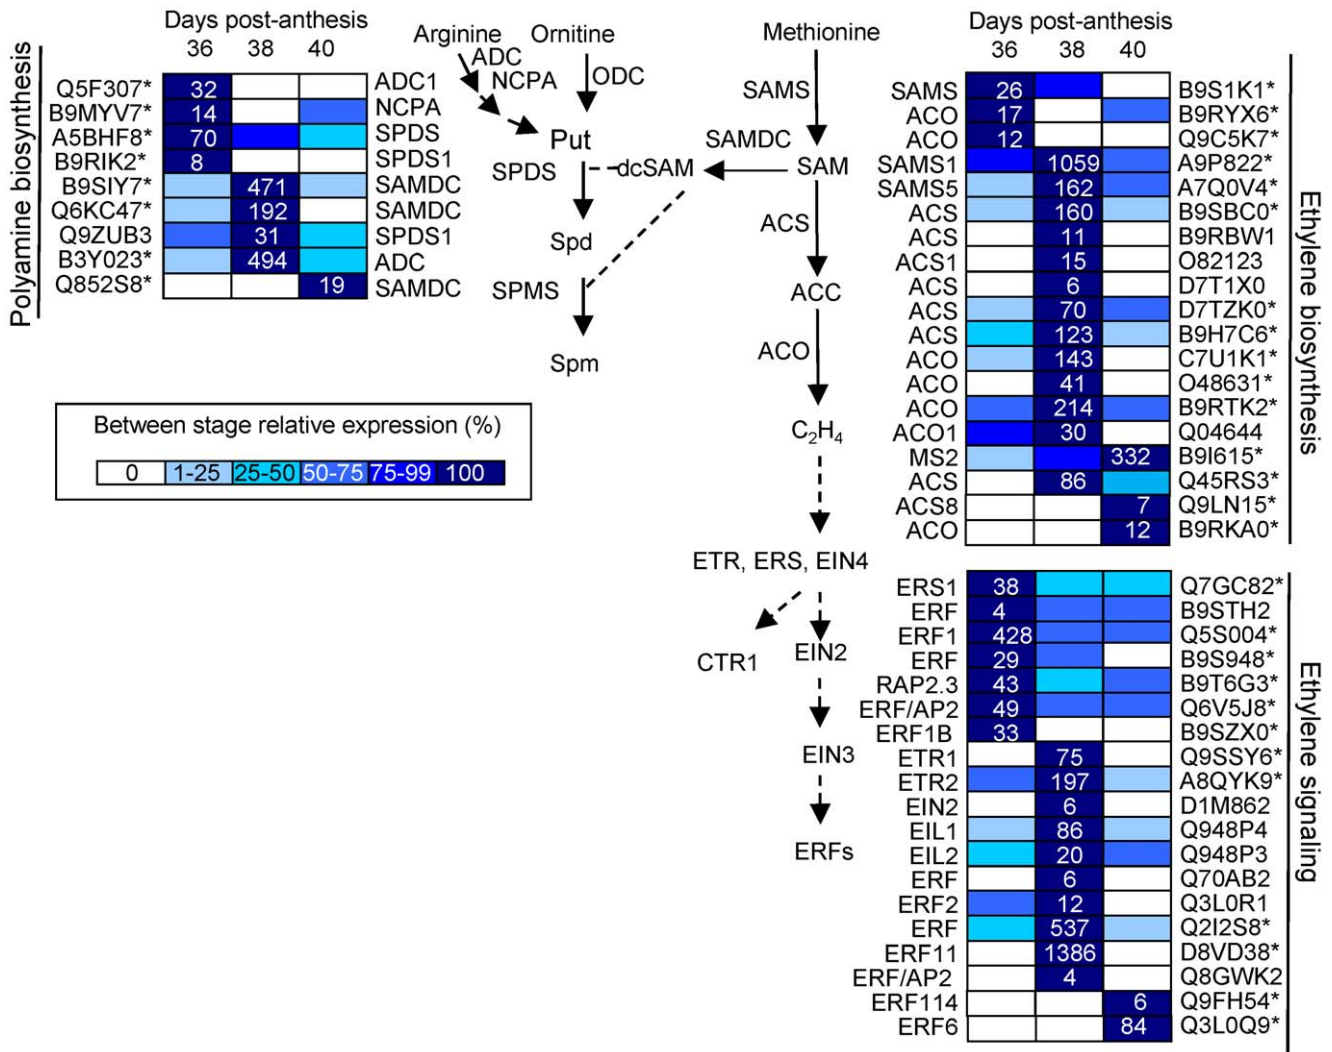 Days post-anthesis
36 38 40
Polyamine biosynthesis
Q5F307* 32 ADC1
B9MYV7* 14 NCPA
A5BHF8* 70 SPDS
B9RIK2* 8 SPDS1
B9SIY7* 471 SAMDC
Q6KC47* 192 SAMDC
Q9ZUB3 31 SPDS1
B3Y023* 494 ADC
Q852S8* 19 SAMDC
Arginine Ornitine Methionine
ADC
NCPA ODC SAMS
Put SAMDC
SPDS dcSAM SAM
Spd ACS
SPMS ACC
Spm ACO
C2H4
ETR, ERS, EIN4
CTR1 EIN2
EIN3
ERFs
Between stage relative expression (%)
0 1-25 25-50 50-75 75-99 100
Days post-anthesis
36 38 40
Ethylene biosynthesis
SAMS 26 B9S1K1*
ACO 17 B9RYX6*
ACO 12 Q9C5K7*
SAMS1 1059 A9P822*
SAMS5 162 A7Q0V4*
ACS 160 B9SBC0*
ACS 11 B9RBW1
ACS1 15 O82123
ACS 6 D7T1X0
ACS 70 D7TZK0*
ACS 123 B9H7C6*
ACO 143 C7U1K1*
ACO 41 O48631*
ACO 214 B9RTK2*
ACO1 30 Q04644
MS2 332 B9I615*
ACS 86 Q45RS3*
ACS8 7 Q9LN15*
ACO 12 B9RKA0*
Ethylene signaling
ERS1 38 Q7GC82*
ERF 4 B9STH2
ERF1 428 Q5S004*
ERF 29 B9S948*
RAP2.3 43 B9T6G3*
ERF/AP2 49 Q6V5J8*
ERF1B 33 B9SZX0*
ETR1 75 Q9SSY6*
ETR2 197 A8QYK9*
EIN2 6 D1M862
EIL1 86 Q948P4
EIL2 20 Q948P3
ERF 6 Q70AB2
ERF2 12 Q3L0R1
ERF 537 Q2I2S8*
ERF11 1386 D8VD38*
ERF/AP2 4 Q8GWK2
ERF114 6 Q9FH54*
ERF6 84 Q3L0Q9*